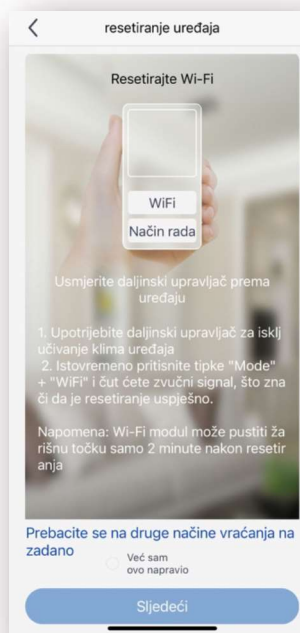 resetiranje uređaja
Resetirajte Wi-Fi
WiFi
Način rada
Usmjerite daljinski upravljač prema
uređaju
1. Upotrijebite daljinski upravljač za isklj
učivanje klima uređaja
2. Istovremeno pritisnite tipke "Mode"
+ "WiFi" i čut ćete zvučni signal, što zna
či da je resetiranje uspješno.
Napomena: Wi-Fi modul može pustiti ža
rišnu točku samo 2 minute nakon resetir
anja
Prebacite se na druge načine vraćanja na
zadano
Već sam
ovo napravio
Sljedeći